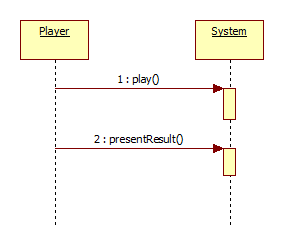 Player
System
1 : play()
2 : presentResult()